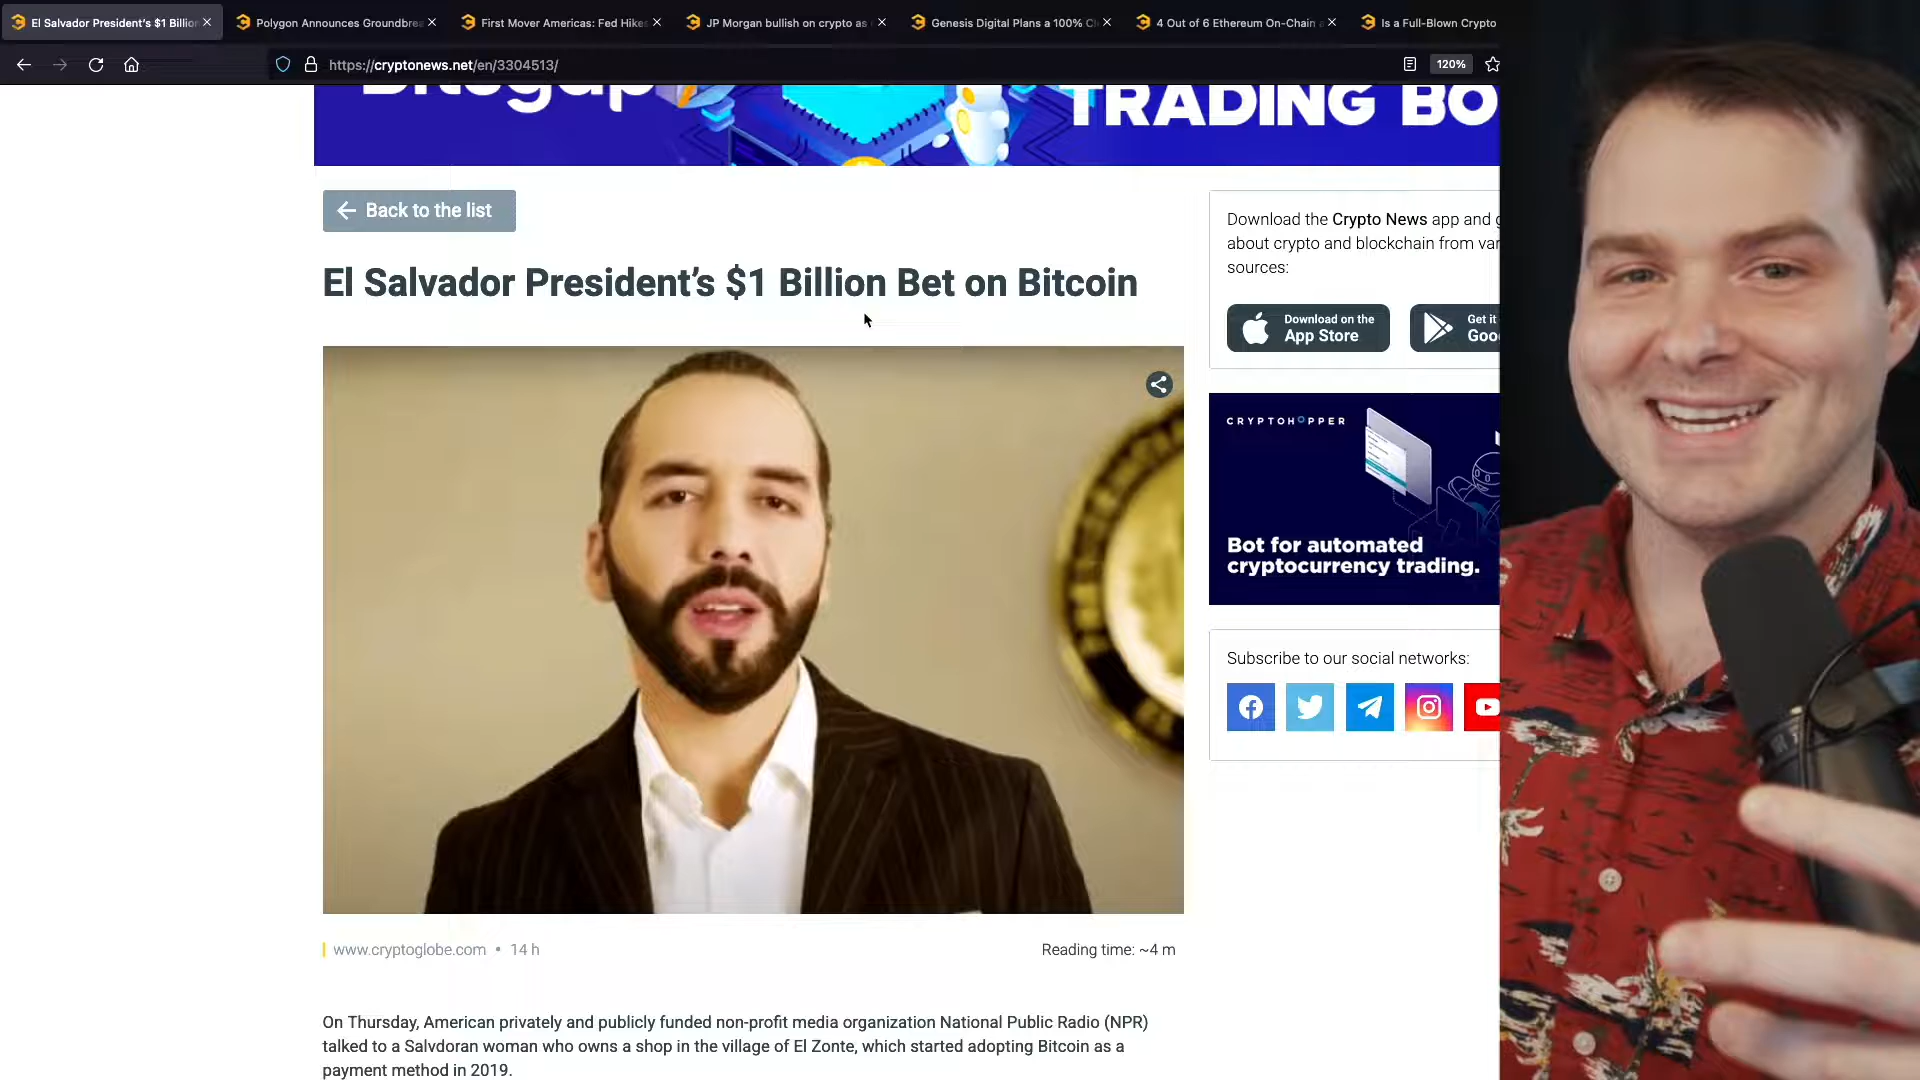 El Salvador President's $1 Billion
Polygon Announces Groundbrea
First Mover Americas: Fed Hikes
JP Morgan bullish on crypto as
Genesis Digital Plans a 100%
4 Out of 6 Ethereum On-Chain
Is a Full-Blown Crypto
https://cryptonews.net/en/3304513/
120%
Bitsgap
TRADING BO
Back to the list
El Salvador President's $1 Billion Bet on Bitcoin
Download the Crypto News app and g
about crypto and blockchain from var
sources:
Download on the
App Store
Get it
Goo
CRYPTOHOPPER
Bot for automated
cryptocurrency trading.
Subscribe to our social networks:
www.cryptoglobe.com • 14 h
Reading time: ~4 m
On Thursday, American privately and publicly funded non-profit media organization National Public Radio (NPR)
talked to a Salvdoran woman who owns a shop in the village of El Zonte, which started adopting Bitcoin as a
payment method in 2019.